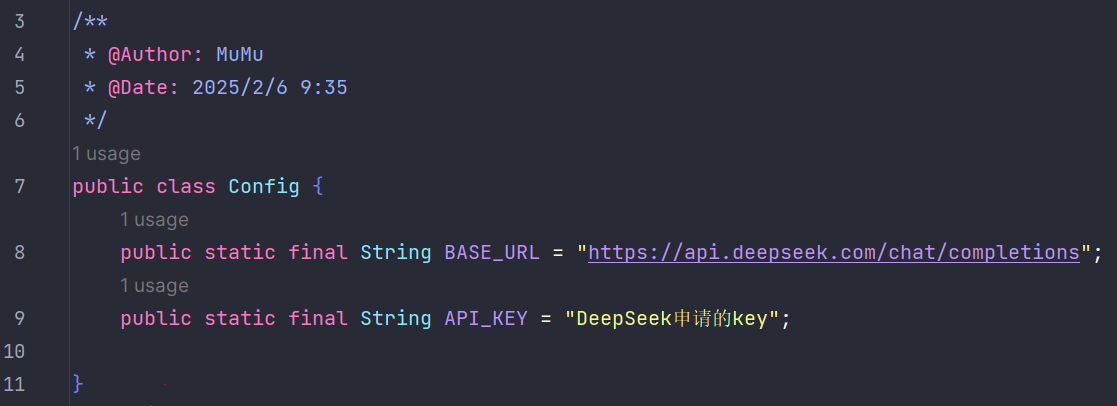 3 /**
4 * @Author: MuMu
5 * @Date: 2025/2/6 9:35
6 */
1 usage
7 public class Config {
1 usage
8 public static final String BASE_URL = "https://api.deepseek.com/chat/completions";
1 usage
9 public static final String API_KEY = "DeepSeek申请的key";
10
11 }